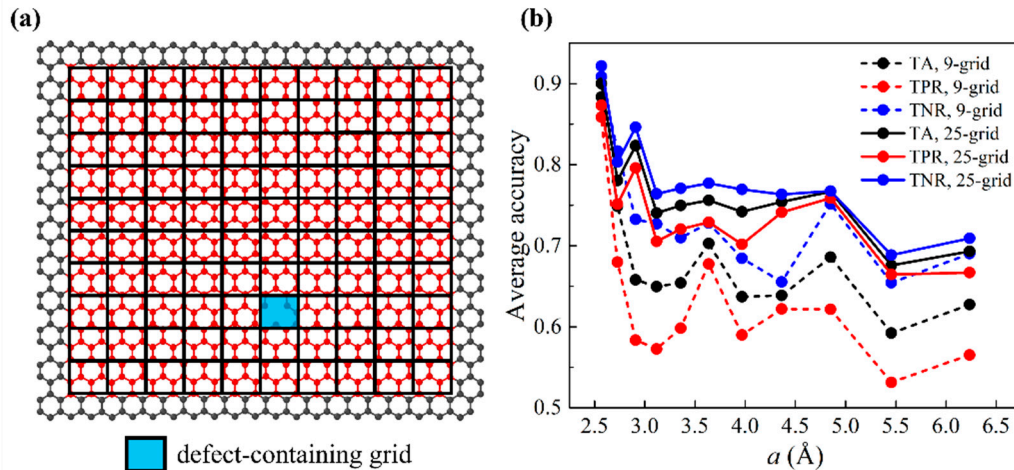 (a)
defect-containing grid
(b)
Average accuracy
0.9
0.8
0.7
0.6
0.5
TA, 9-grid
TPR, 9-grid
TNR, 9-grid
TA, 25-grid
TPR, 25-grid
TNR, 25-grid
2.5 3.0 3.5 4.0 4.5 5.0 5.5 6.0 6.5
a (Å)